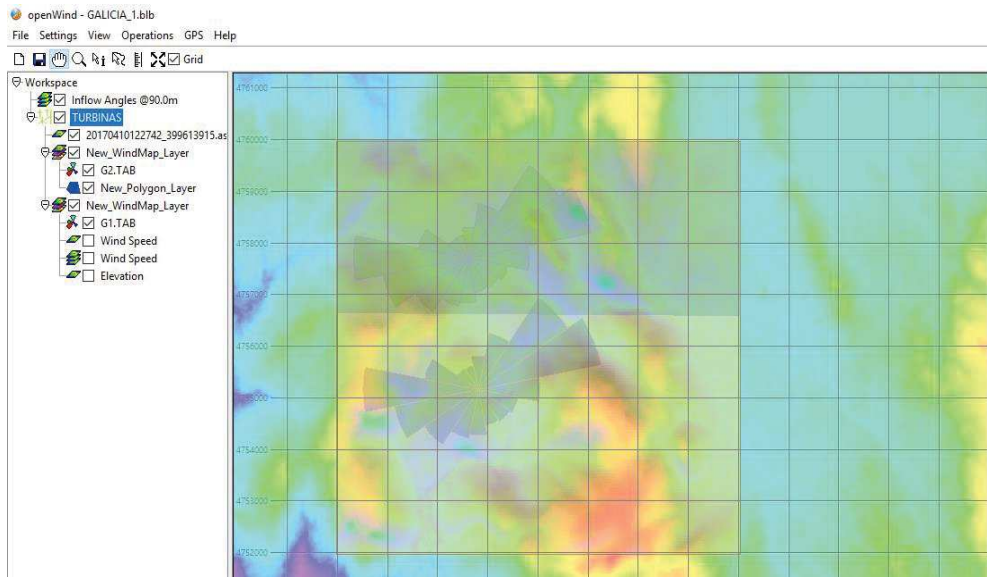 openWind - GALICIA_1.blb
File Settings View Operations GPS Help
Grid
Workspace
Inflow Angles @90.0m
TURBINAS
20170410122742_399613915.as
New_WindMap_Layer
G2.TAB
New_Polygon_Layer
New_WindMap_Layer
G1.TAB
Wind Speed
Wind Speed
Elevation
4761000
4760000
4759000
4758000
4757000
4756000
4755000
4754000
4753000
4752000